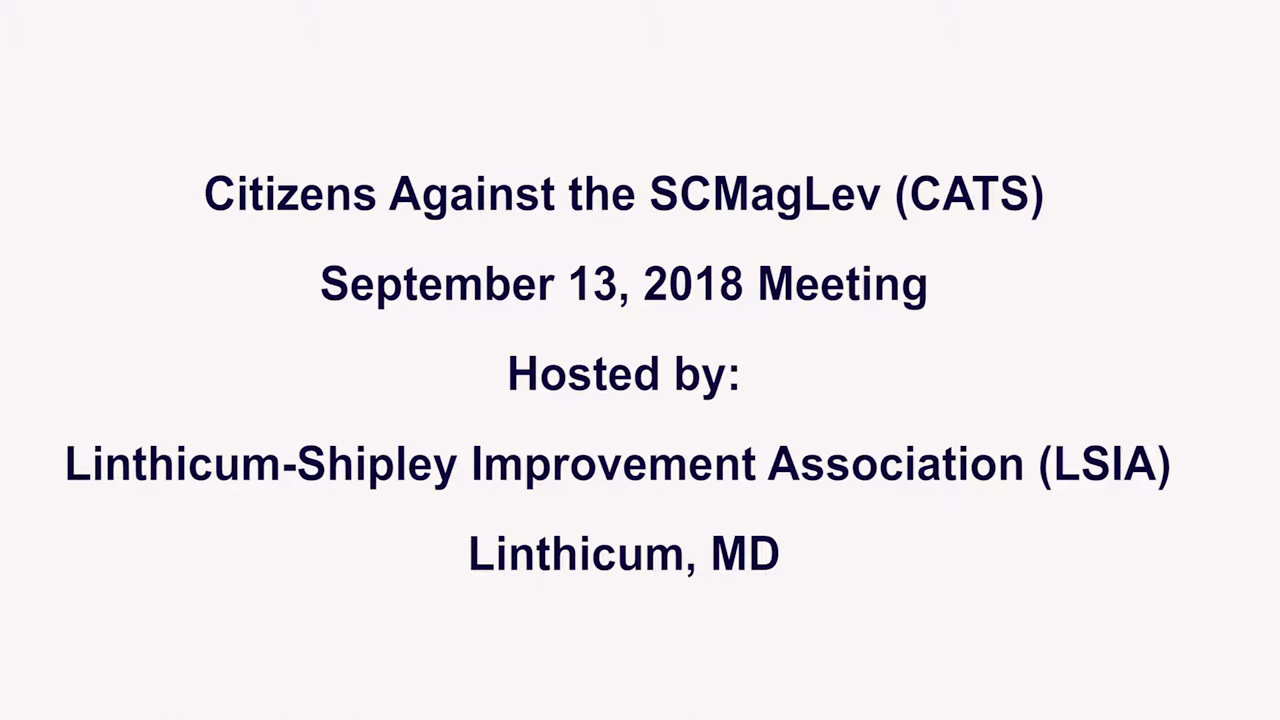 Citizens Against the SCMagLev (CATS)
September 13, 2018 Meeting
Hosted by:
Linthicum-Shipley Improvement Association (LSIA)
Linthicum, MD